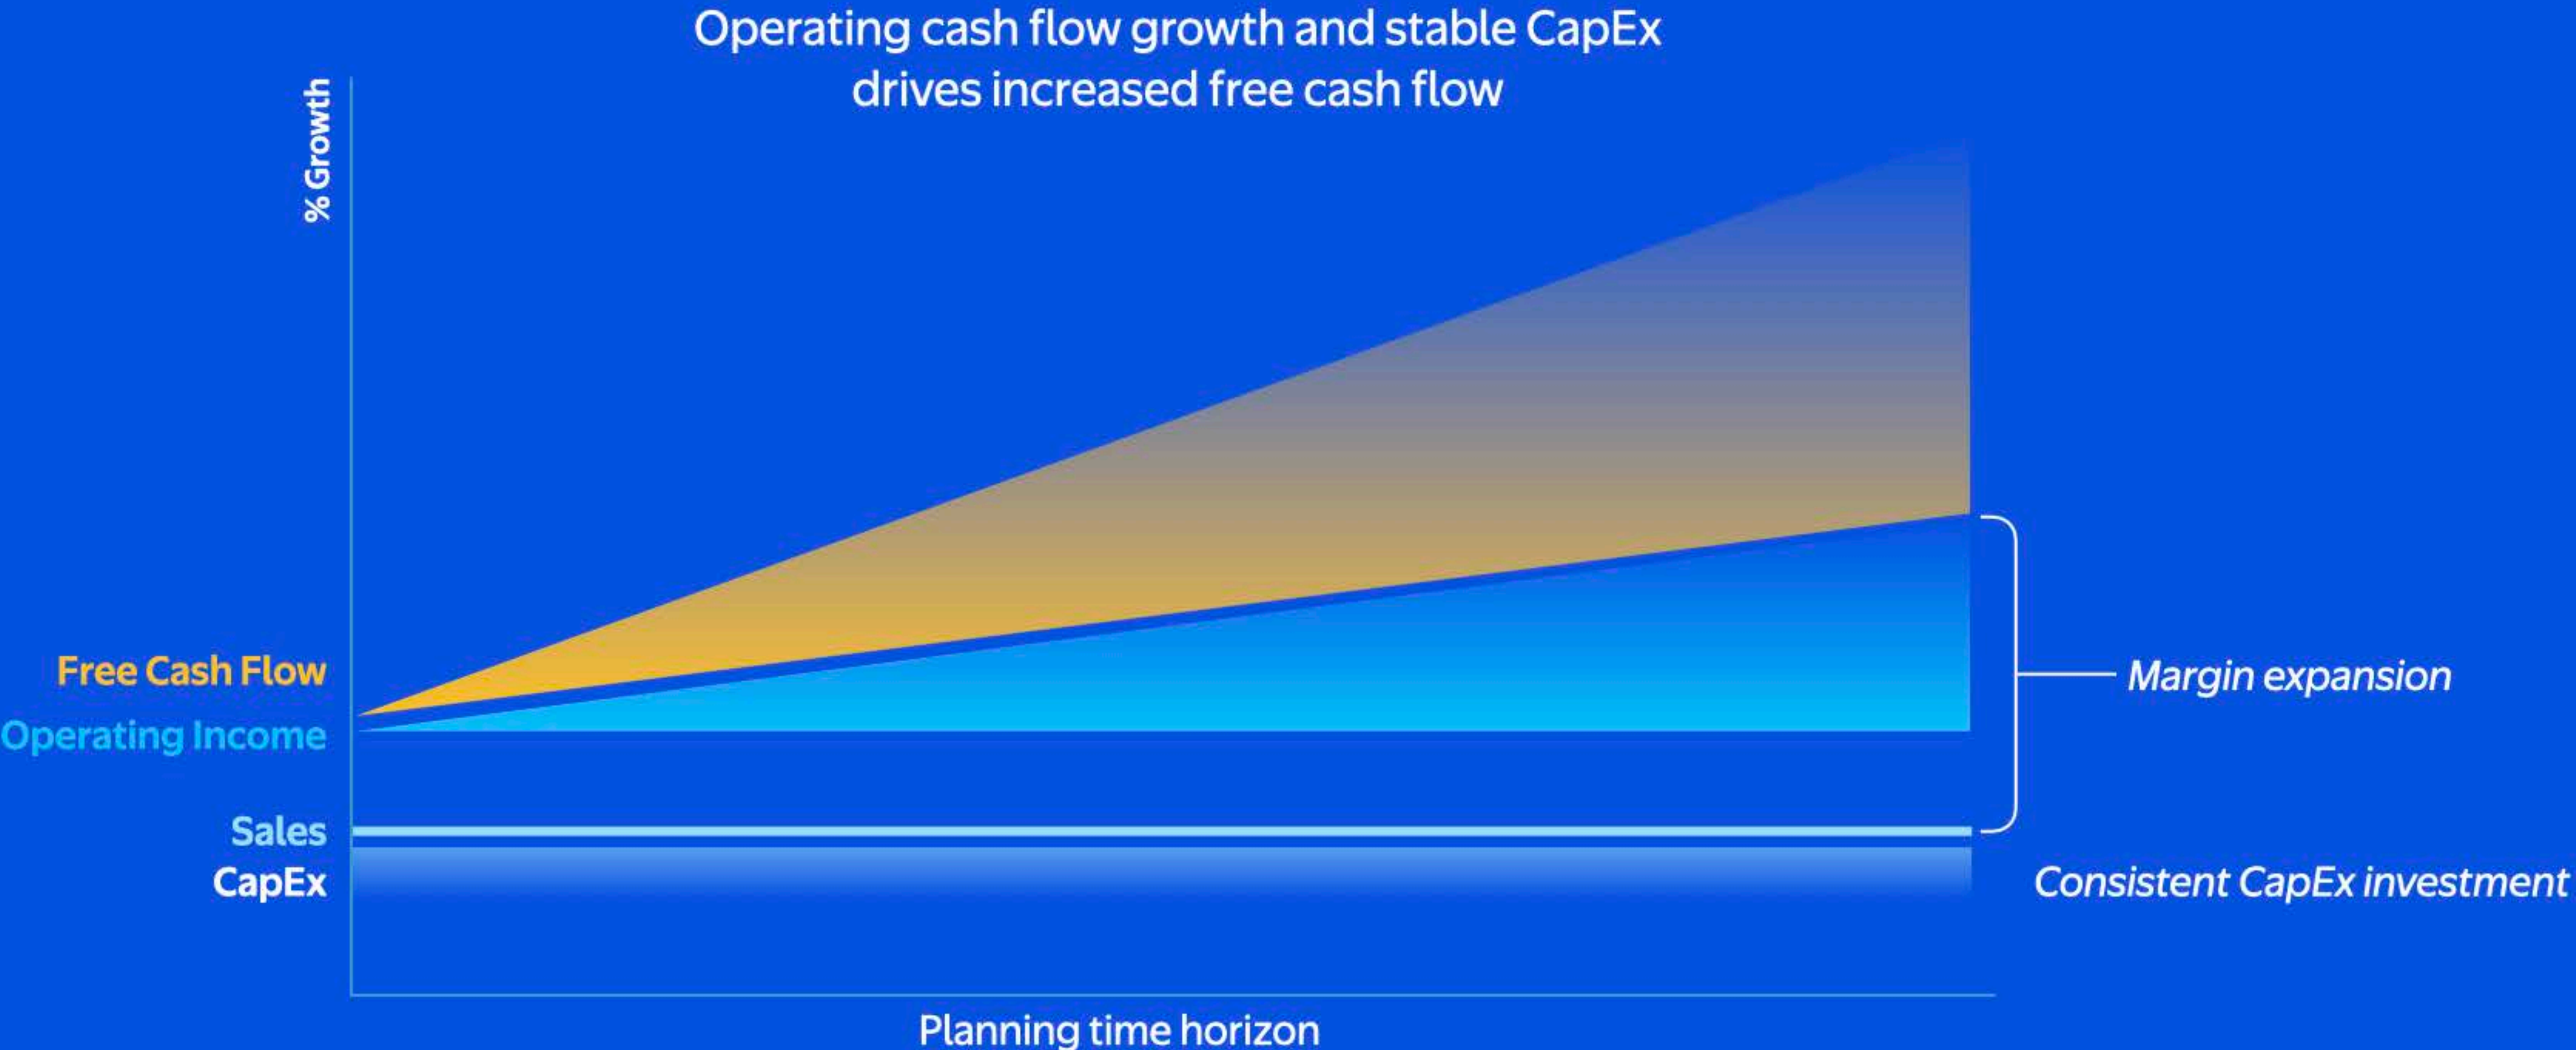 Operating cash flow growth and stable CapEx
drives increased free cash flow
% Growth
Free Cash Flow
Operating Income
Sales
CapEx
Margin expansion
Consistent CapEx investment
Planning time horizon